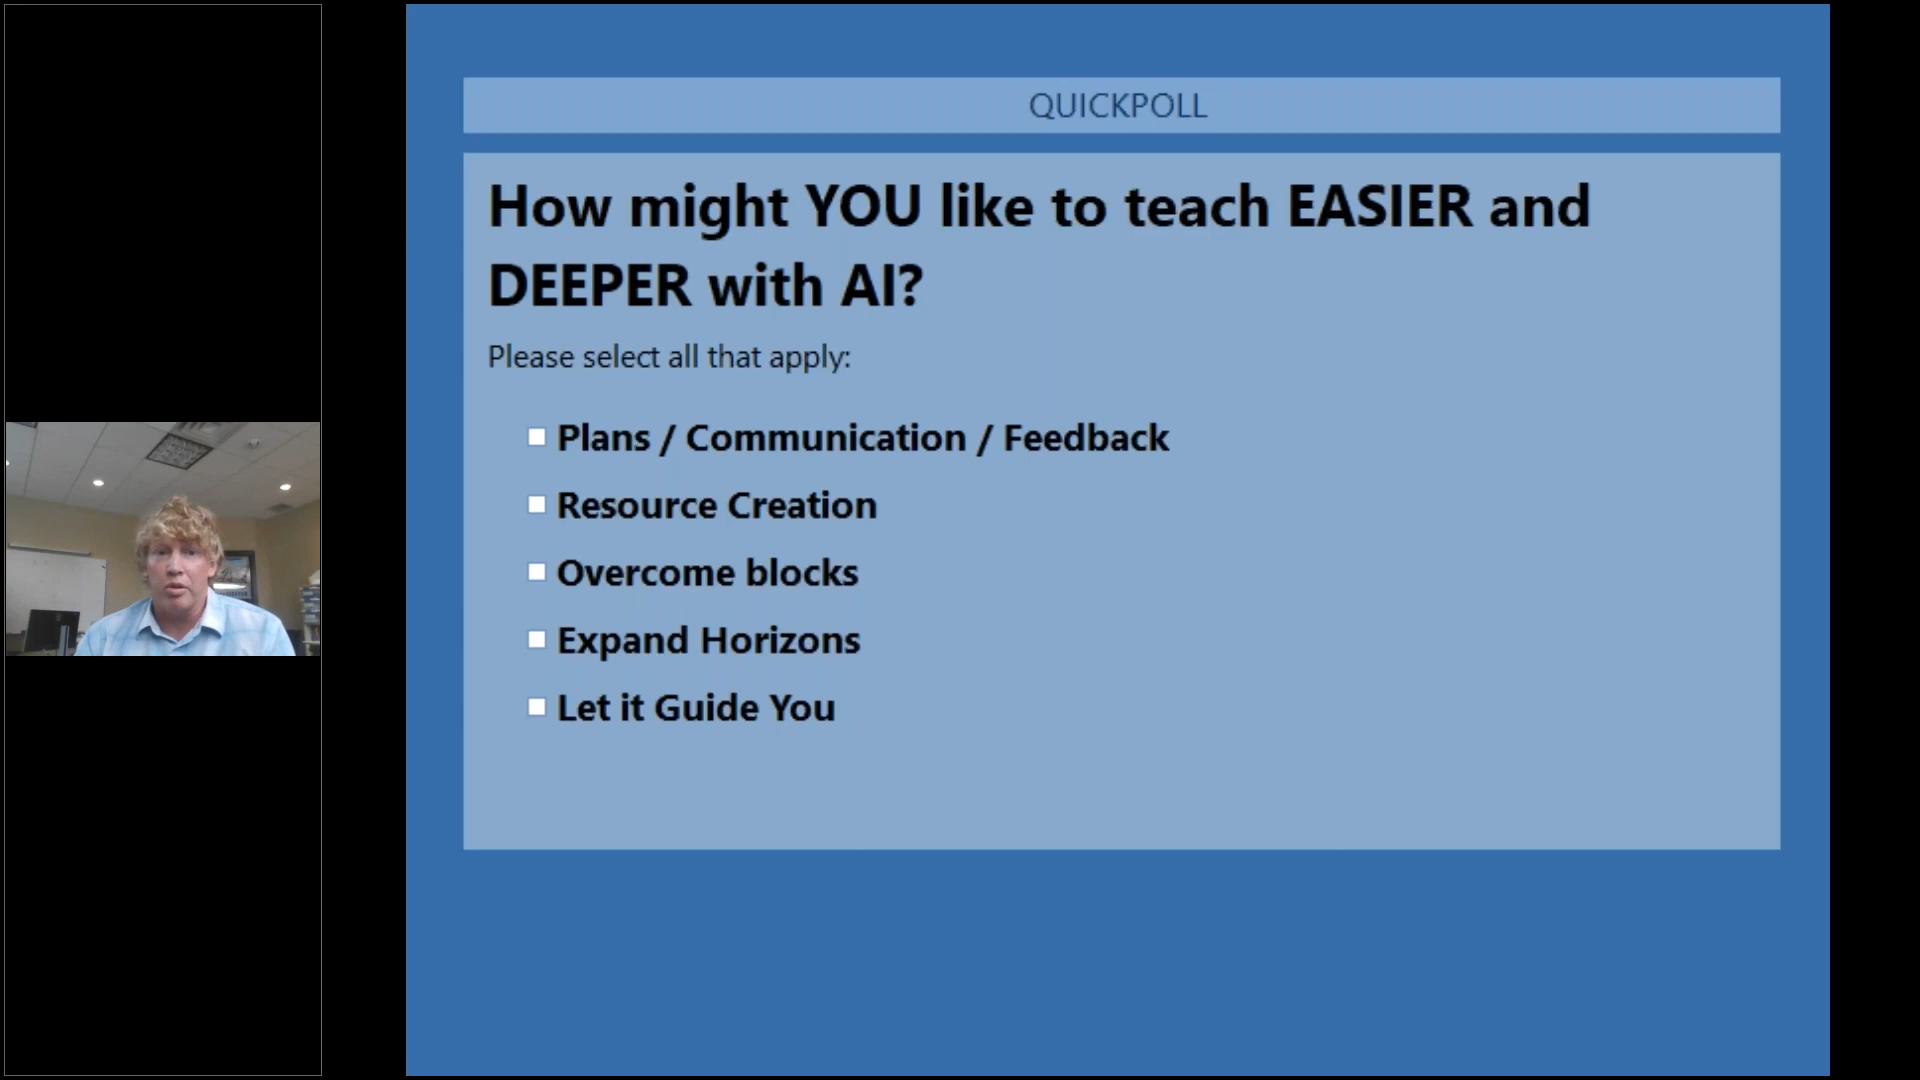 QUICKPOLL
How might YOU like to teach EASIER and
DEEPER with AI?
Please select all that apply:
Plans / Communication / Feedback
Resource Creation
Overcome blocks
Expand Horizons
Let it Guide You